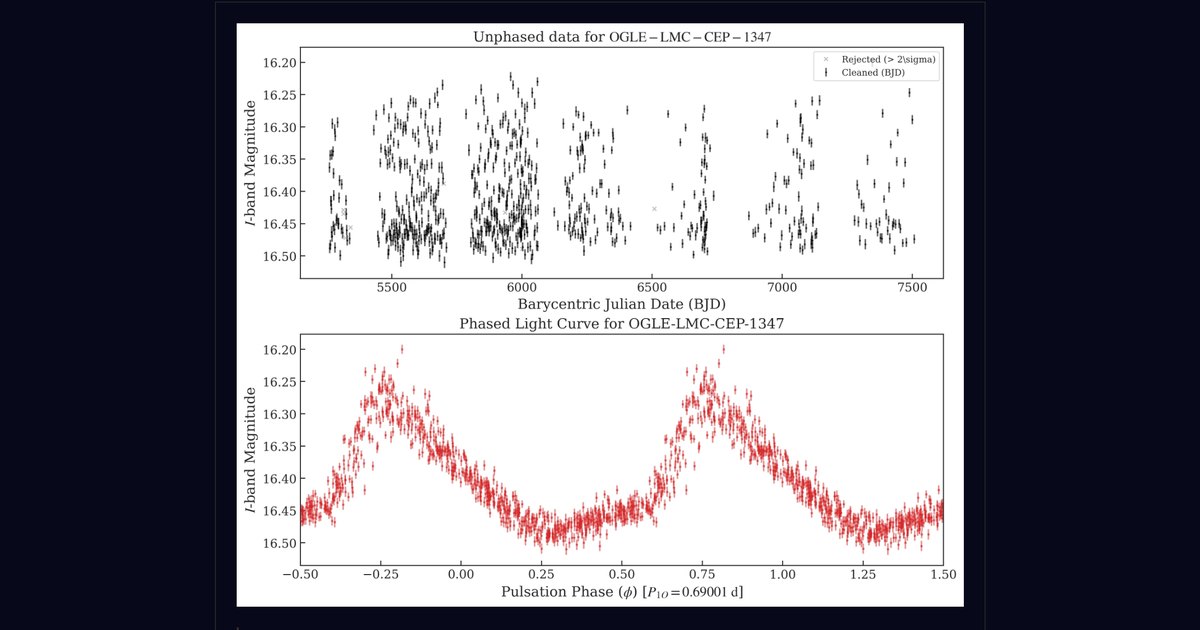 Unphased data for OGLE−LMC−CEP−1347
Rejected (> 2\sigma)
Cleaned (BJD)
I-band Magnitude
16.20
16.25
16.30
16.35
16.40
16.45
16.50
5500 6000 6500 7000 7500
Barycentric Julian Date (BJD)
Phased Light Curve for OGLE-LMC-CEP-1347
I-band Magnitude
16.20
16.25
16.30
16.35
16.40
16.45
16.50
−0.50 −0.25 0.00 0.25 0.50 0.75 1.00 1.25 1.50
Pulsation Phase (ϕ) [P₁O = 0.69001 d]